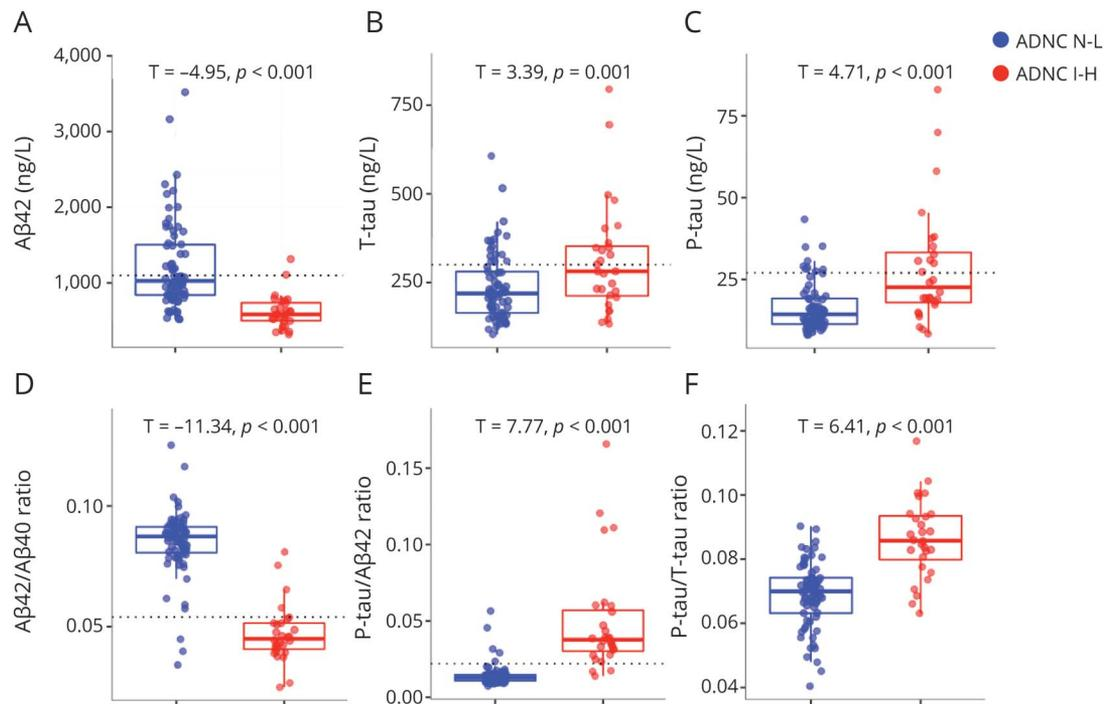 A
B
C
ADNC N-L
ADNC I-H
T = –4.95, p < 0.001
T = 3.39, p = 0.001
T = 4.71, p < 0.001
Aβ42 (ng/L)
4,000
3,000
2,000
1,000
T-tau (ng/L)
750
500
250
P-tau (ng/L)
75
50
25
D
E
F
T = –11.34, p < 0.001
T = 7.77, p < 0.001
T = 6.41, p < 0.001
Aβ42/Aβ40 ratio
0.10
0.05
P-tau/Aβ42 ratio
0.15
0.10
0.05
0.00
P-tau/T-tau ratio
0.12
0.10
0.08
0.06
0.04